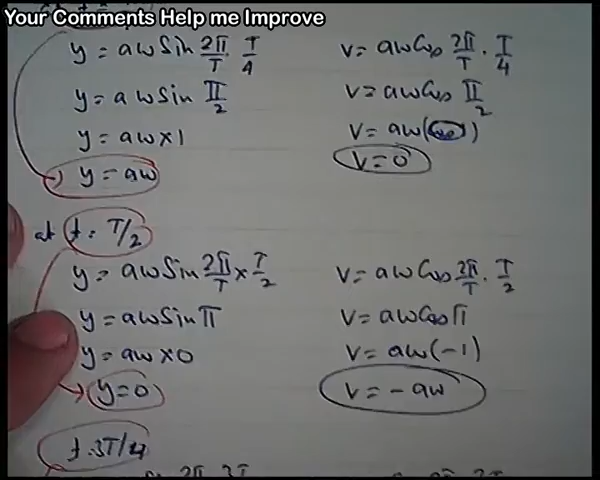 Your Comments Help me Improve
y = aw Sin 2π/T T/4    v = aw Cos 2π/T . T/4
y = aw Sin π/2    v = aw Cos π/2
y = aw × 1    v = aw( )
y = aw    v = 0
at t = T/2
y = aw Sin 2π/T × T/2    v = aw Cos 2π/T . T/2
y = aw Sin π    v = aw Cos π
y = aw × 0    v = aw(-1)
y = 0    v = - aw
t . 3T/4